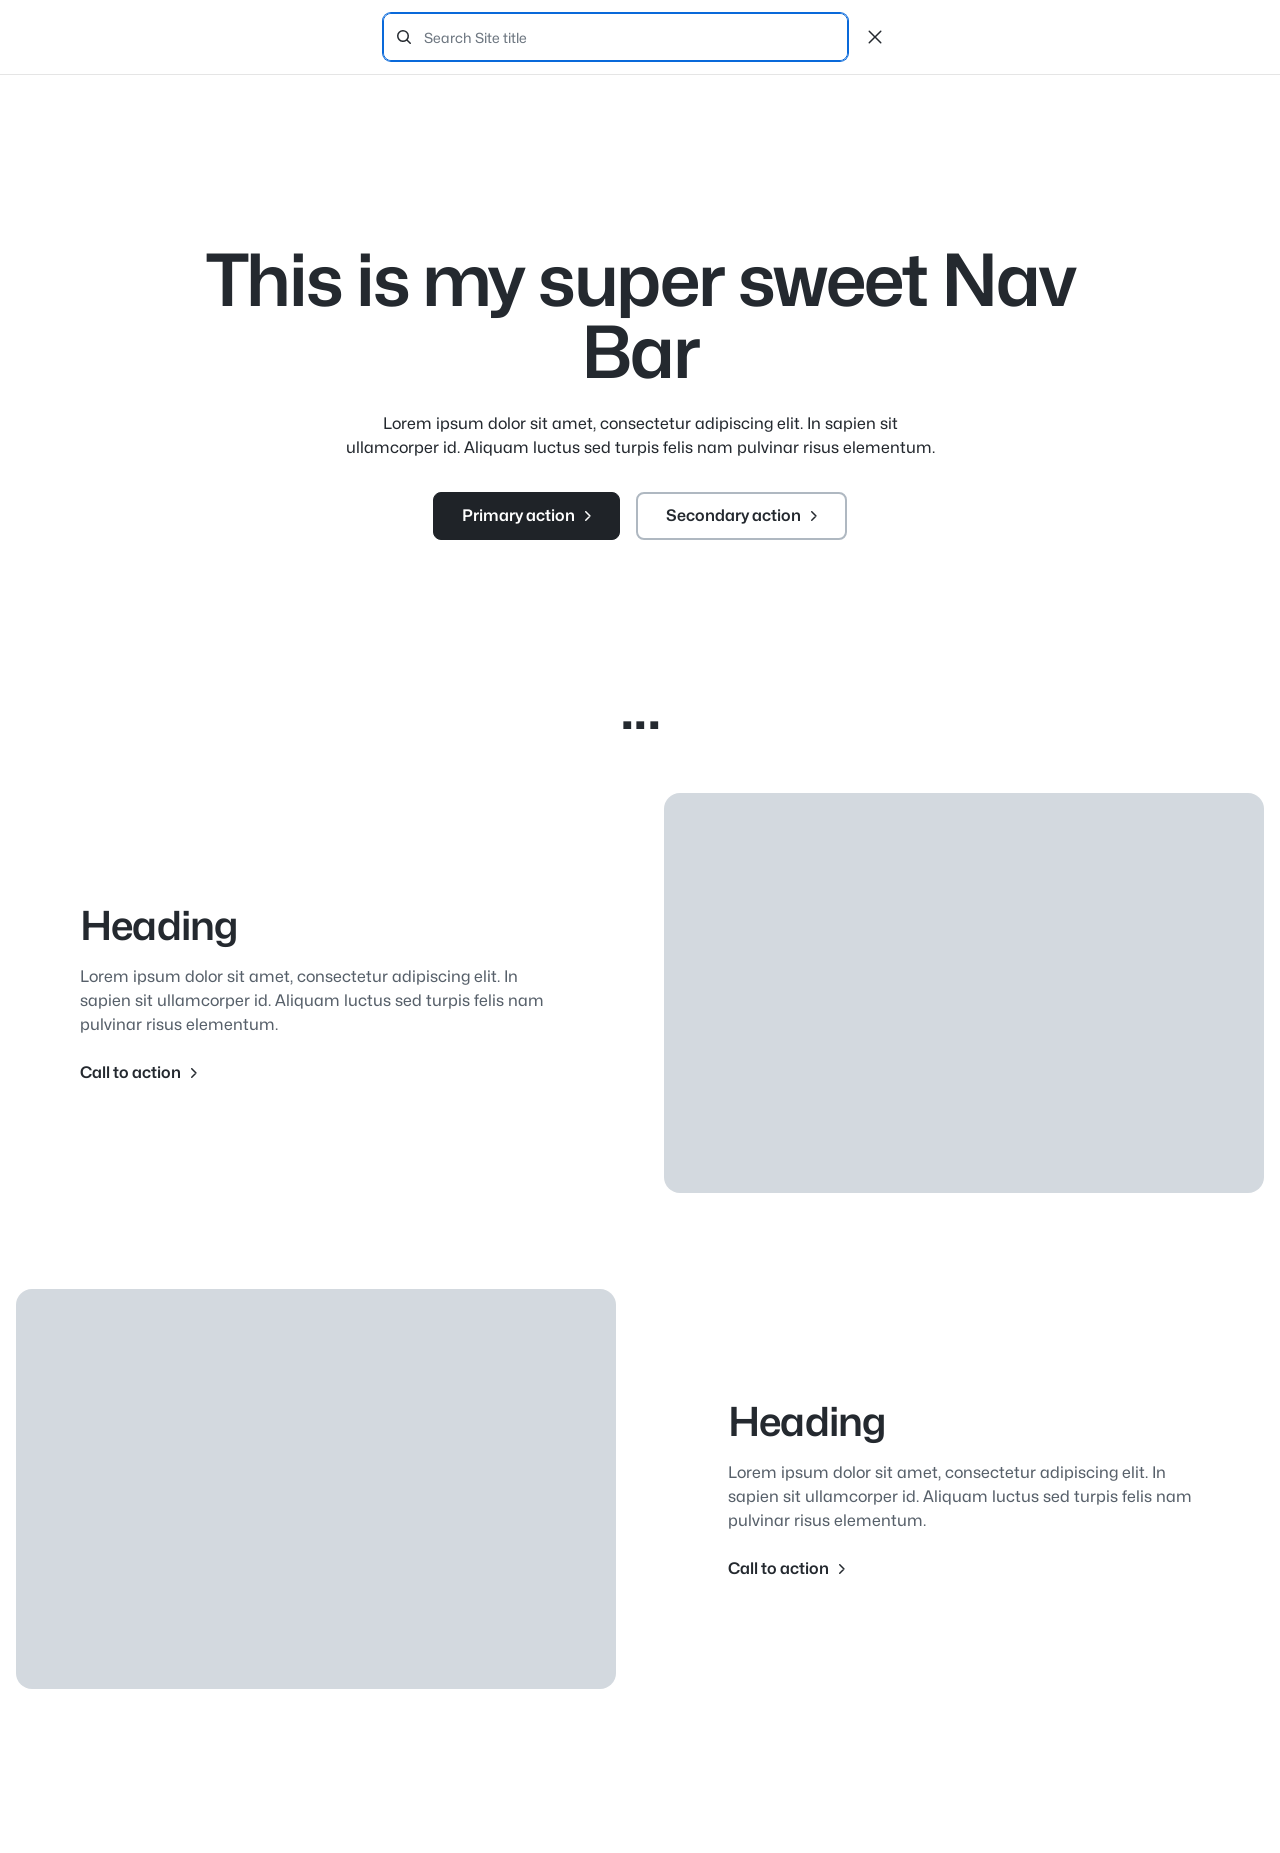 Search Site title
This is my super sweet Nav
Bar
Lorem ipsum dolor sit amet, consectetur adipiscing elit. In sapien sit
ullamcorper id. Aliquam luctus sed turpis felis nam pulvinar risus elementum.
Primary action
Secondary action
...
Heading
Lorem ipsum dolor sit amet, consectetur adipiscing elit. In
sapien sit ullamcorper id. Aliquam luctus sed turpis felis nam
pulvinar risus elementum.
Call to action
Heading
Lorem ipsum dolor sit amet, consectetur adipiscing elit. In
sapien sit ullamcorper id. Aliquam luctus sed turpis felis nam
pulvinar risus elementum.
Call to action